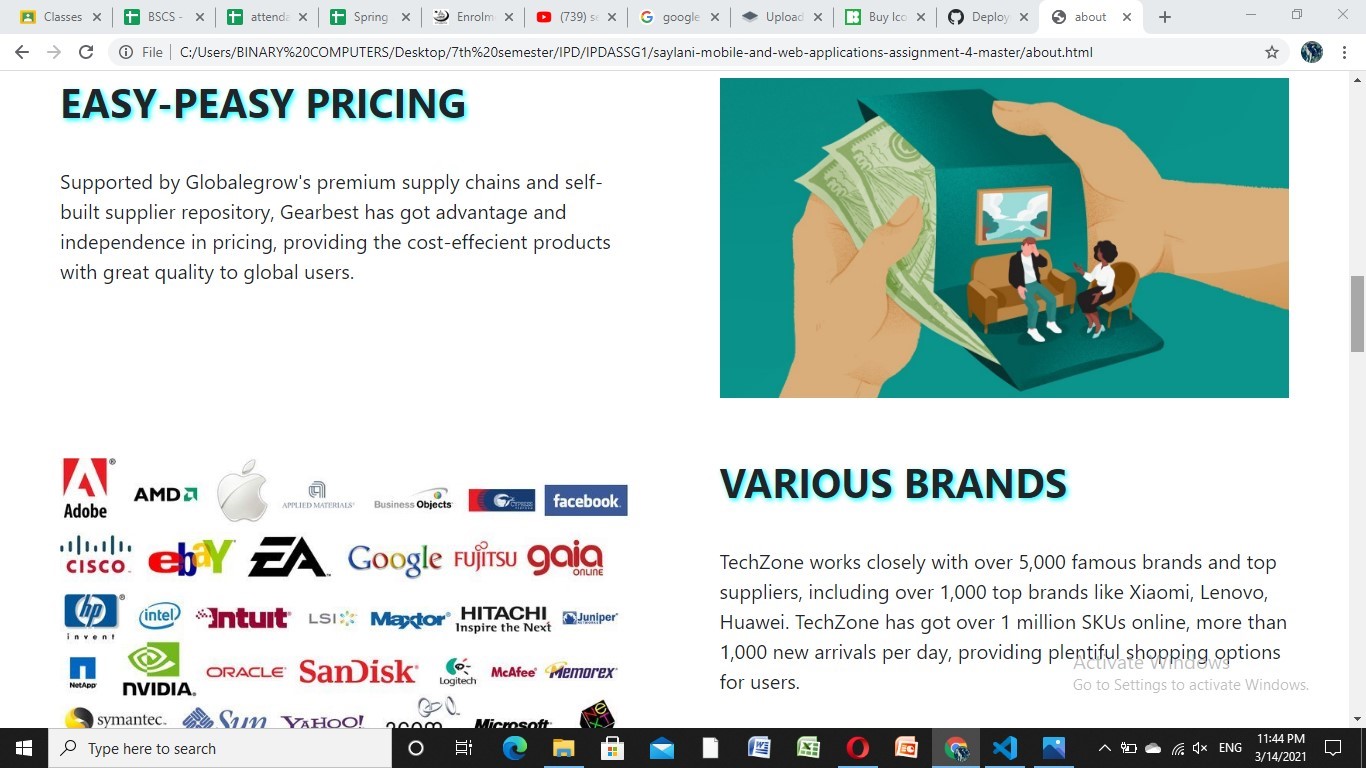 Classes
BSCS -
attenda
Spring
Enrolm
(739) s
google
Upload
Buy Ico
Deploy
about
File
C:/Users/BINARY%20COMPUTERS/Desktop/7th%20semester/IPD/IPDASSG1/saylani-mobile-and-web-applications-assignment-4-master/about.html
EASY-PEASY PRICING
Supported by Globalegrow's premium supply chains and self-
built supplier repository, Gearbest has got advantage and
independence in pricing, providing the cost-effecient products
with great quality to global users.
Adobe
AMD
APPLIED MATERIALS
Business Objects
facebook
CISCO
ebaY
EA
Google
FUJITSU
gaia
ONLINE
hp
invent
intel
Intuit
LSI
Maxtor
HITACHI
Inspire the Next
Juniper
NetApp
NVIDIA.
ORACLE
SanDisk
Logitech
McAfee
Memorex
symantec.
Sun
YAHOO!
Microsoft
VARIOUS BRANDS
TechZone works closely with over 5,000 famous brands and top
suppliers, including over 1,000 top brands like Xiaomi, Lenovo,
Huawei. TechZone has got over 1 million SKUs online, more than
1,000 new arrivals per day, providing plentiful shopping options
for users.
Activate Windows
Go to Settings to activate Windows.
Type here to search
ENG
11:44 PM
3/14/2021